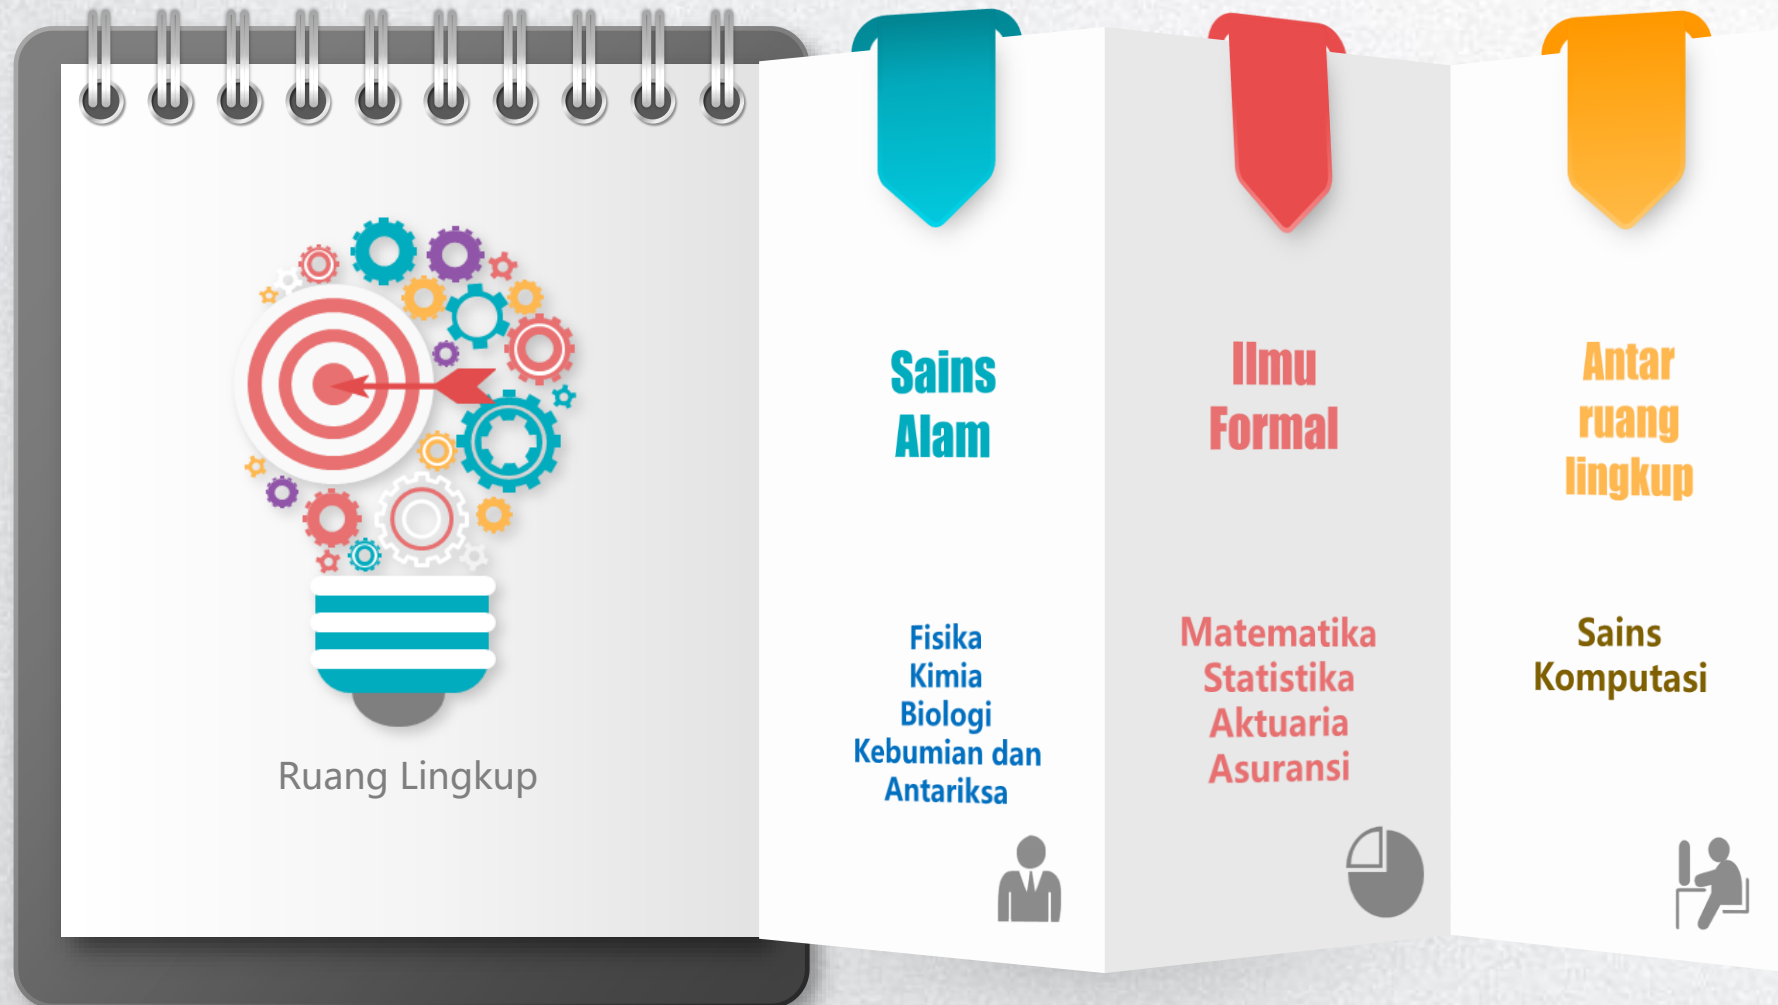 Ruang Lingkup
Sains
Alam
Fisika
Kimia
Biologi
Kebumian dan
Antariksa
Ilmu
Formal
Matematika
Statistika
Aktuaria
Asuransi
Antar
ruang
lingkup
Sains
Komputasi